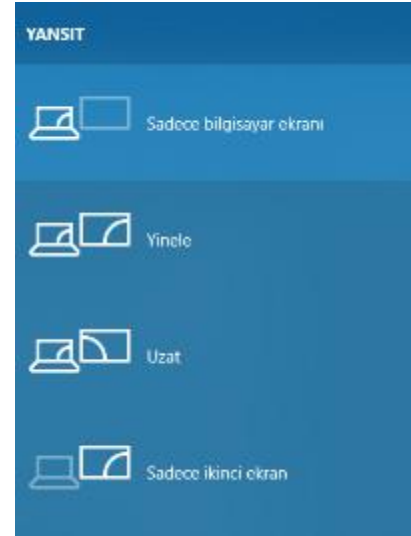 YANSIT
Sadece bilgisayar ekranı
Yinele
Uzat
Sadece ikinci ekran